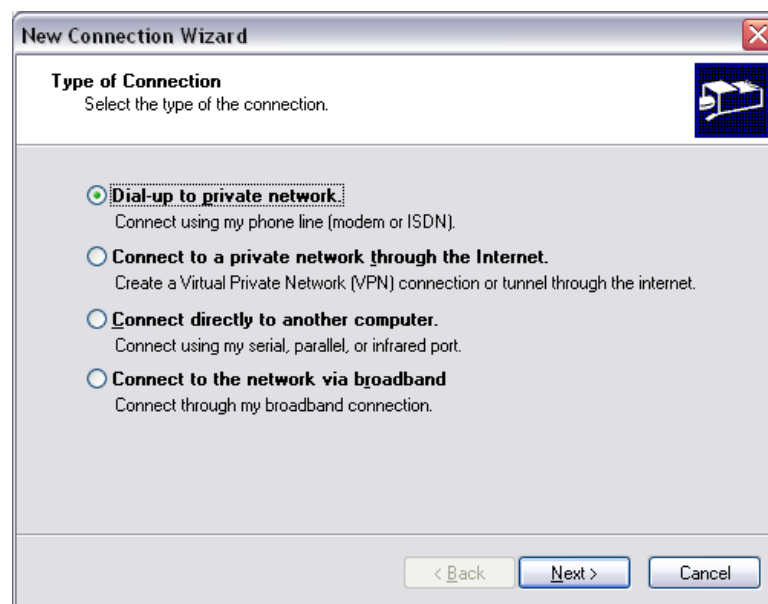 New Connection Wizard
Type of Connection
Select the type of the connection.
Dial-up to private network.
Connect using my phone line (modem or ISDN).
Connect to a private network through the Internet.
Create a Virtual Private Network (VPN) connection or tunnel through the internet.
Connect directly to another computer.
Connect using my serial, parallel, or infrared port.
Connect to the network via broadband
Connect through my broadband connection.
< Back Next > Cancel